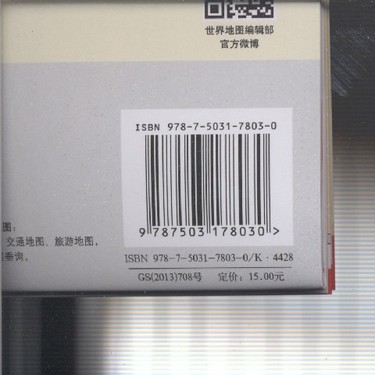 世界地图编辑部
官方微博
ISBN 978-7-5031-7803-0
9 787503 178030 >
图：
交通地图、旅游地图，
垂询。
ISBN 978-7-5031-7803-0/K · 4428
GS(2013)708号 定价：15.00元